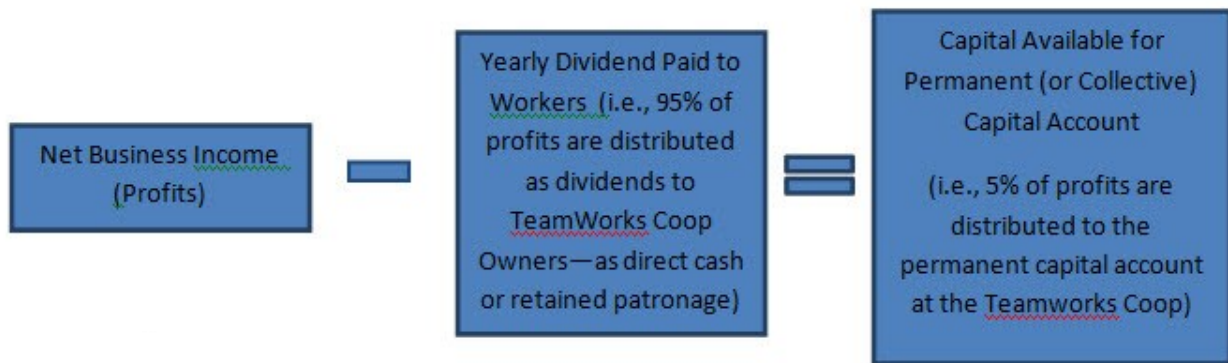 Net Business Income
(Profits)
Yearly Dividend Paid to
Workers (i.e., 95% of
profits are distributed
as dividends to
TeamWorks Coop
Owners—as direct cash
or retained patronage)
Capital Available for
Permanent (or Collective)
Capital Account
(i.e., 5% of profits are
distributed to the
permanent capital account
at the Teamworks Coop)